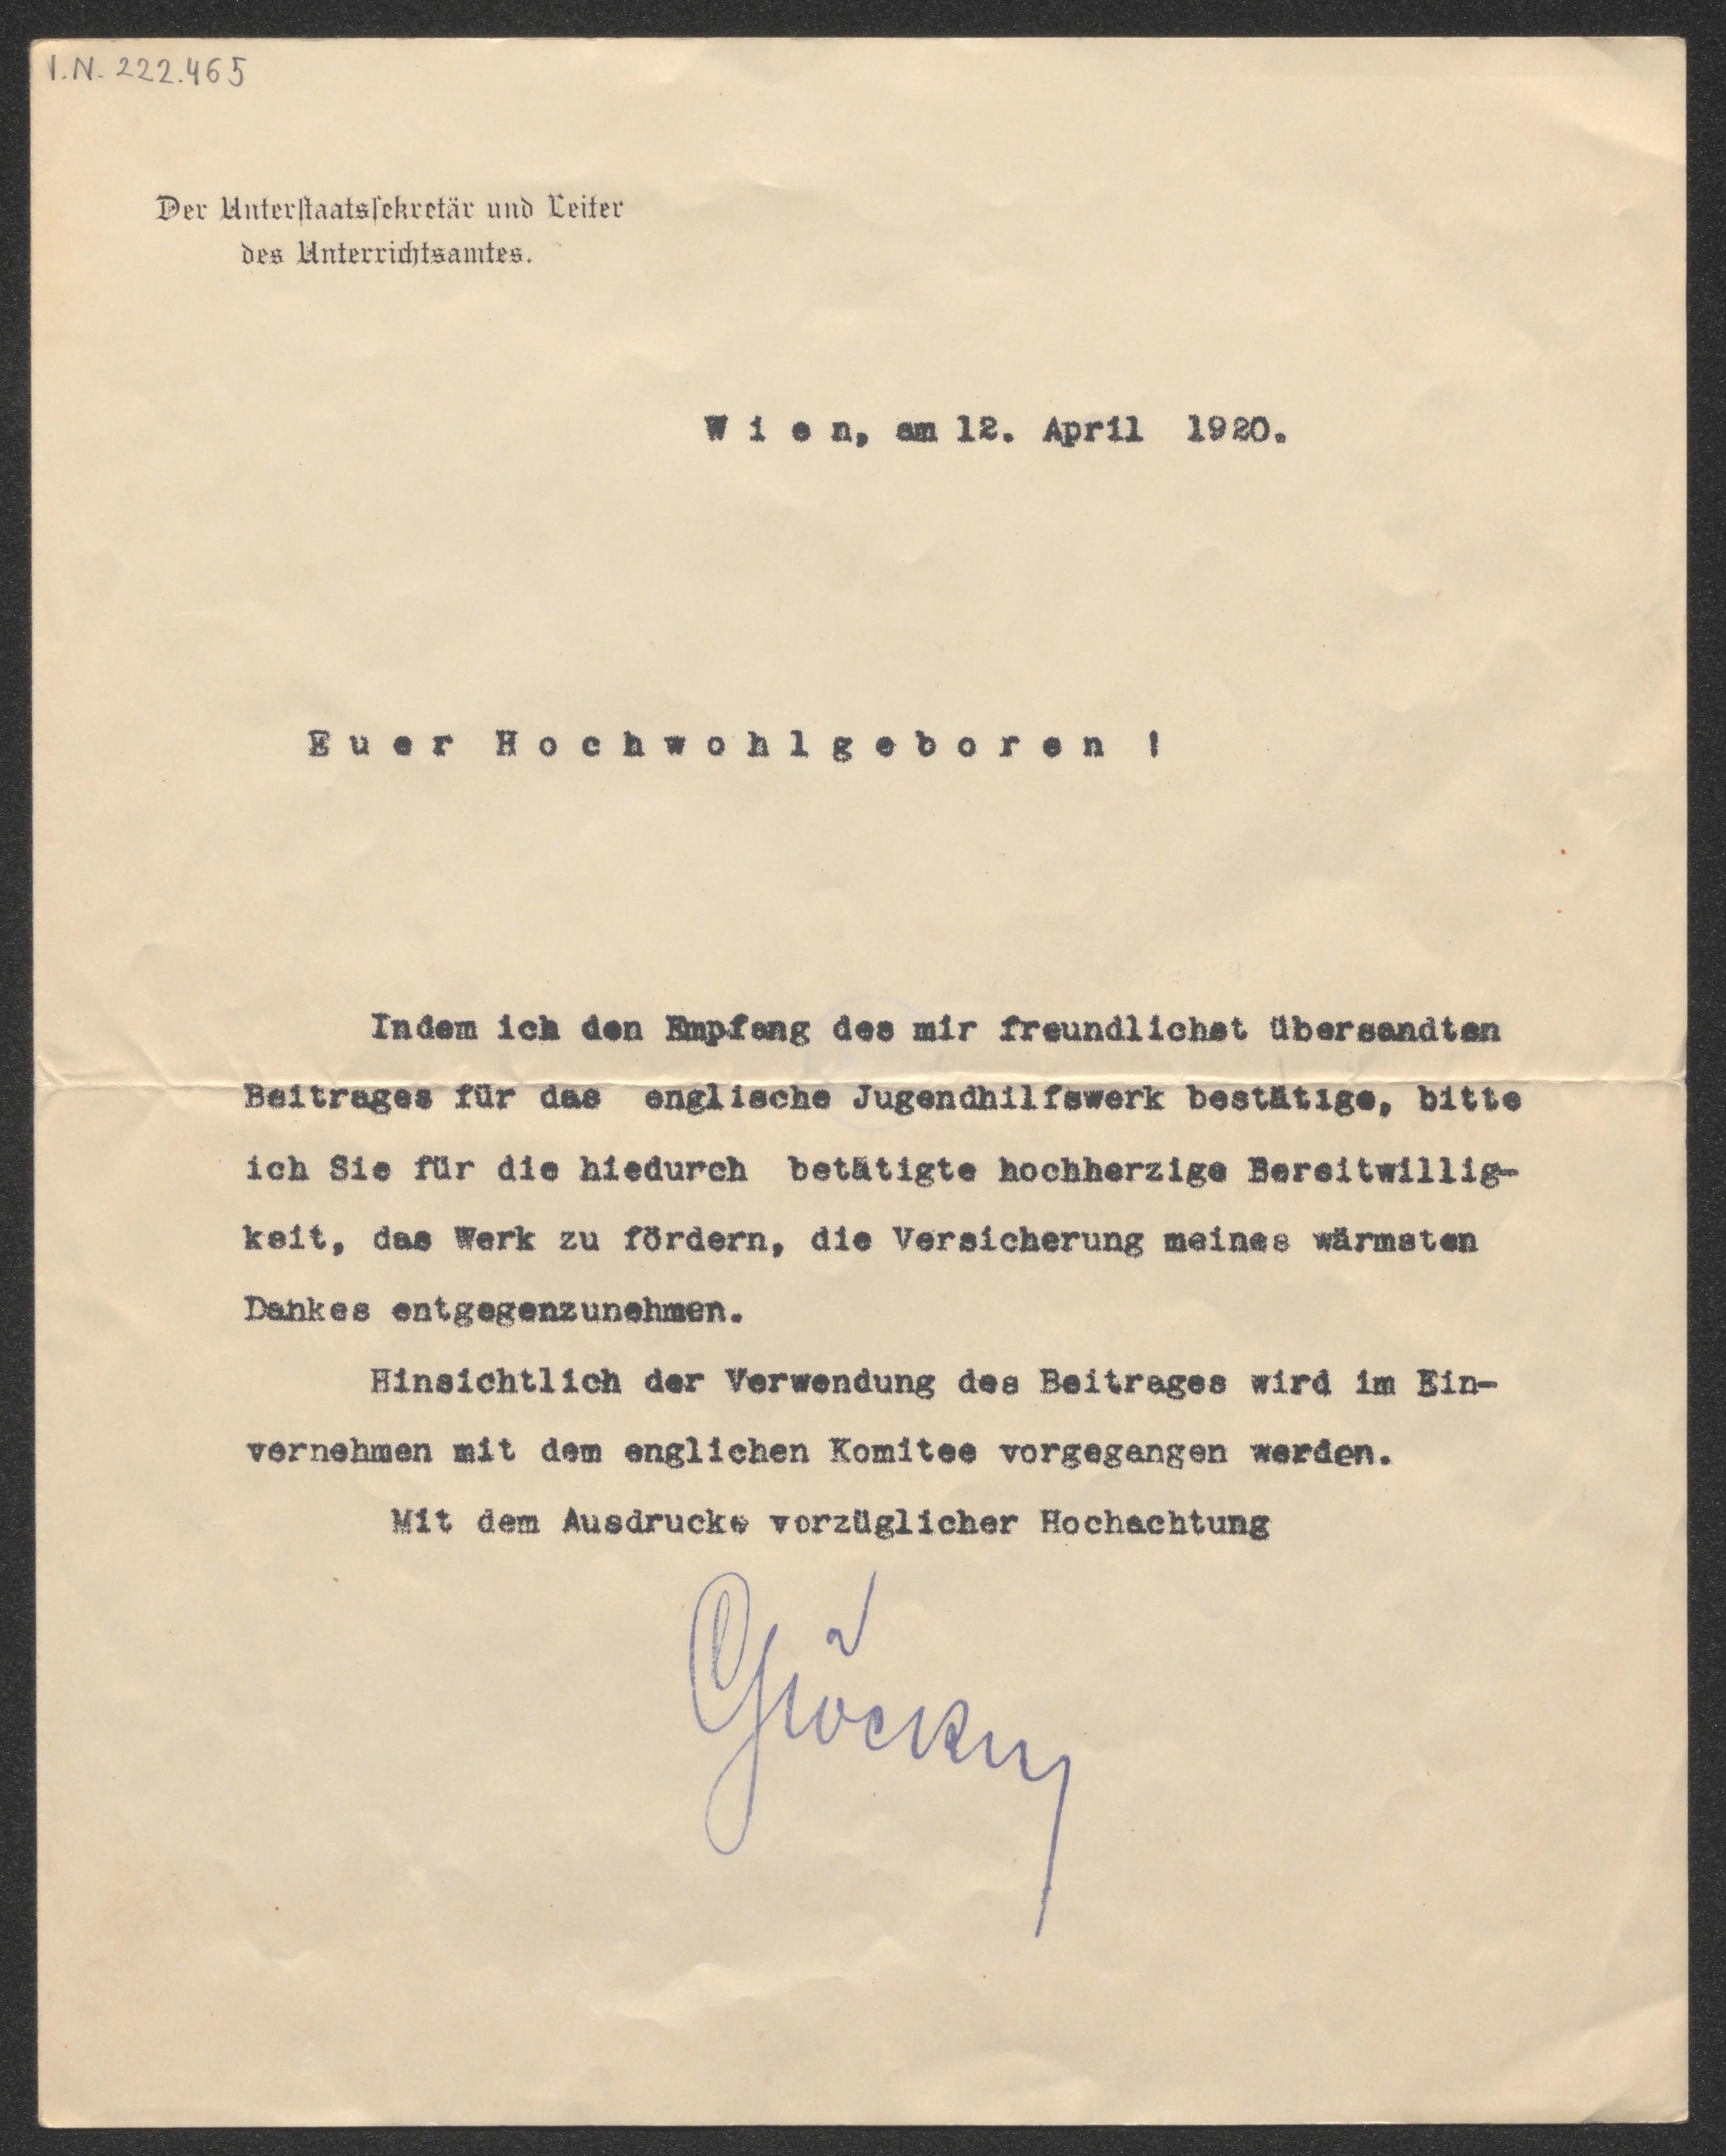 I.N. 222.465
Der Unterstaatssekretär und Leiter
des Unterrichtsamtes.
W i e n, am 12. April 1920.
E u e r  H o c h w o h l g e b o r e n !
Indem ich den Empfang des mir freundlichst übersandten
Beitrages für das englische Jugendhilfswerk bestätige, bitte
ich Sie für die hiedurch betätigte hochherzige Bereitwillig-
keit, das Werk zu fördern, die Versicherung meines wärmsten
Dankes entgegenzunehmen.
Hinsichtlich der Verwendung des Beitrages wird im Ein-
vernehmen mit dem englichen Komitee vorgegangen werden.
Mit dem Ausdrucke vorzüglicher Hochachtung
Glöckel